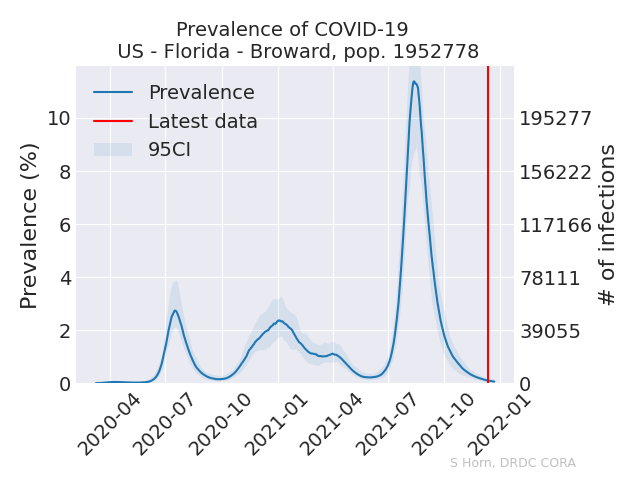 Prevalence of COVID-19
US - Florida - Broward, pop. 1952778
Prevalence
Latest data
95CI
Prevalence (%)
10
8
6
4
2
0
195277
156222
117166
78111
39055
0
# of infections
2020-04
2020-07
2020-10
2021-01
2021-04
2021-07
2021-10
2022-01
S Horn, DRDC CORA